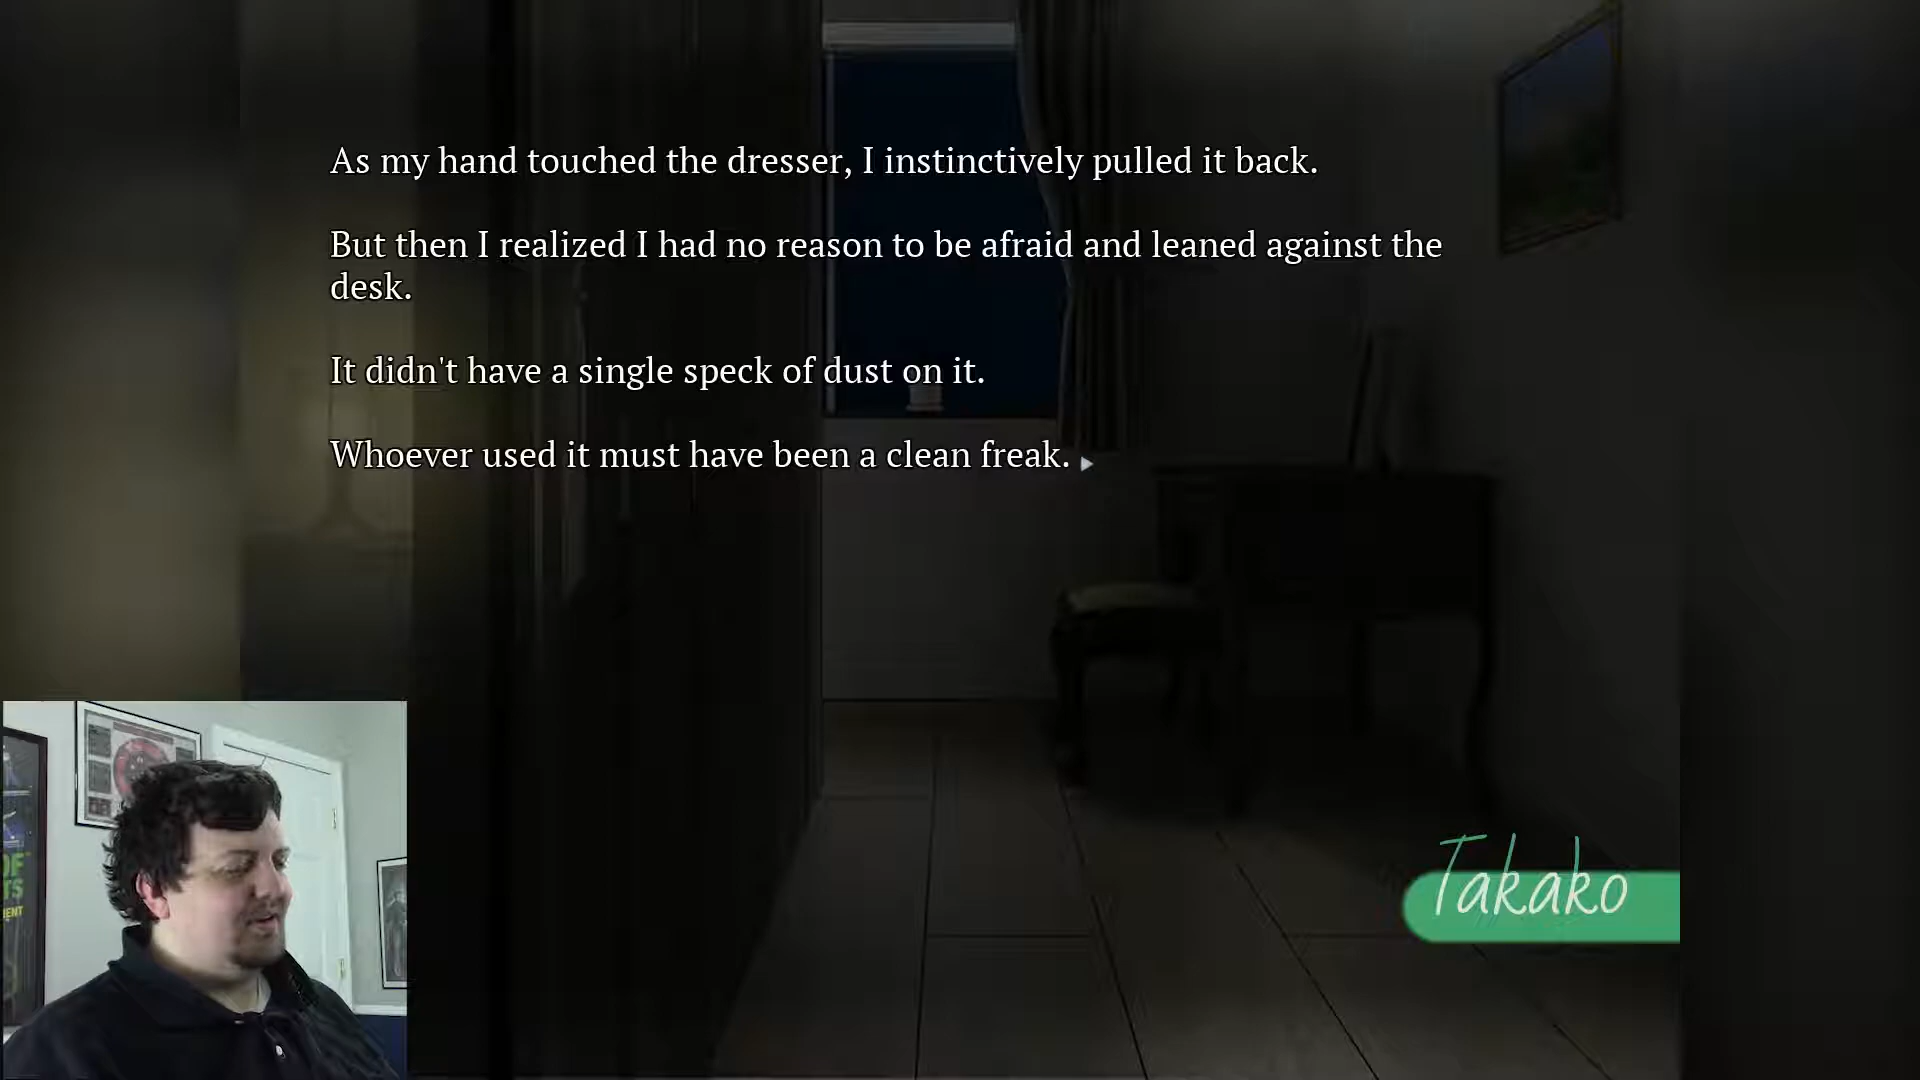 As my hand touched the dresser, I instinctively pulled it back.
But then I realized I had no reason to be afraid and leaned against the
desk.
It didn't have a single speck of dust on it.
Whoever used it must have been a clean freak.
Takako
OF